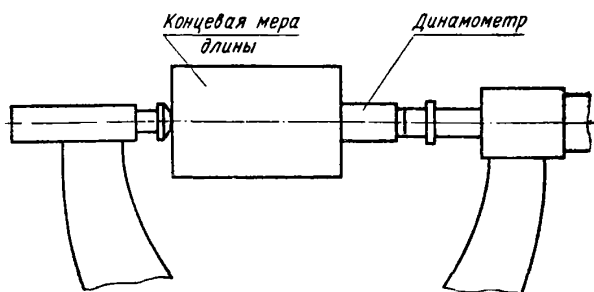 Концевая мера
длины
Динамометр